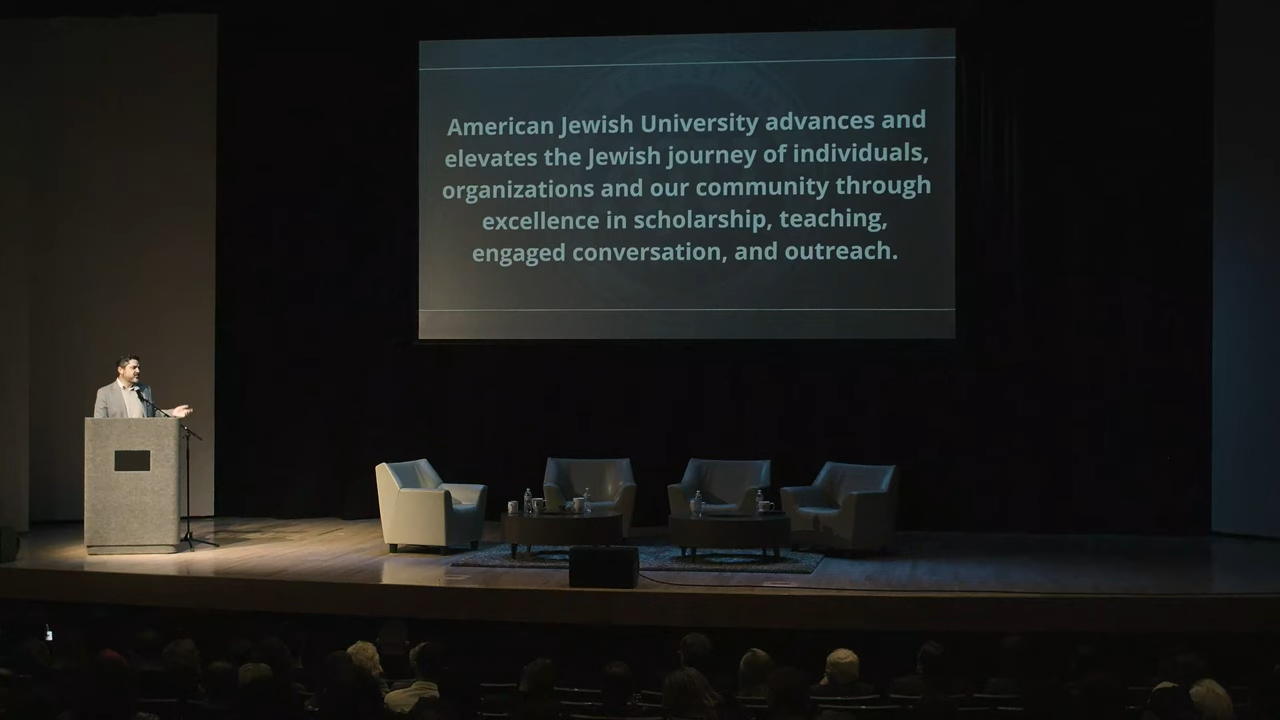 American Jewish University advances and
elevates the Jewish journey of individuals,
organizations and our community through
excellence in scholarship, teaching,
engaged conversation, and outreach.